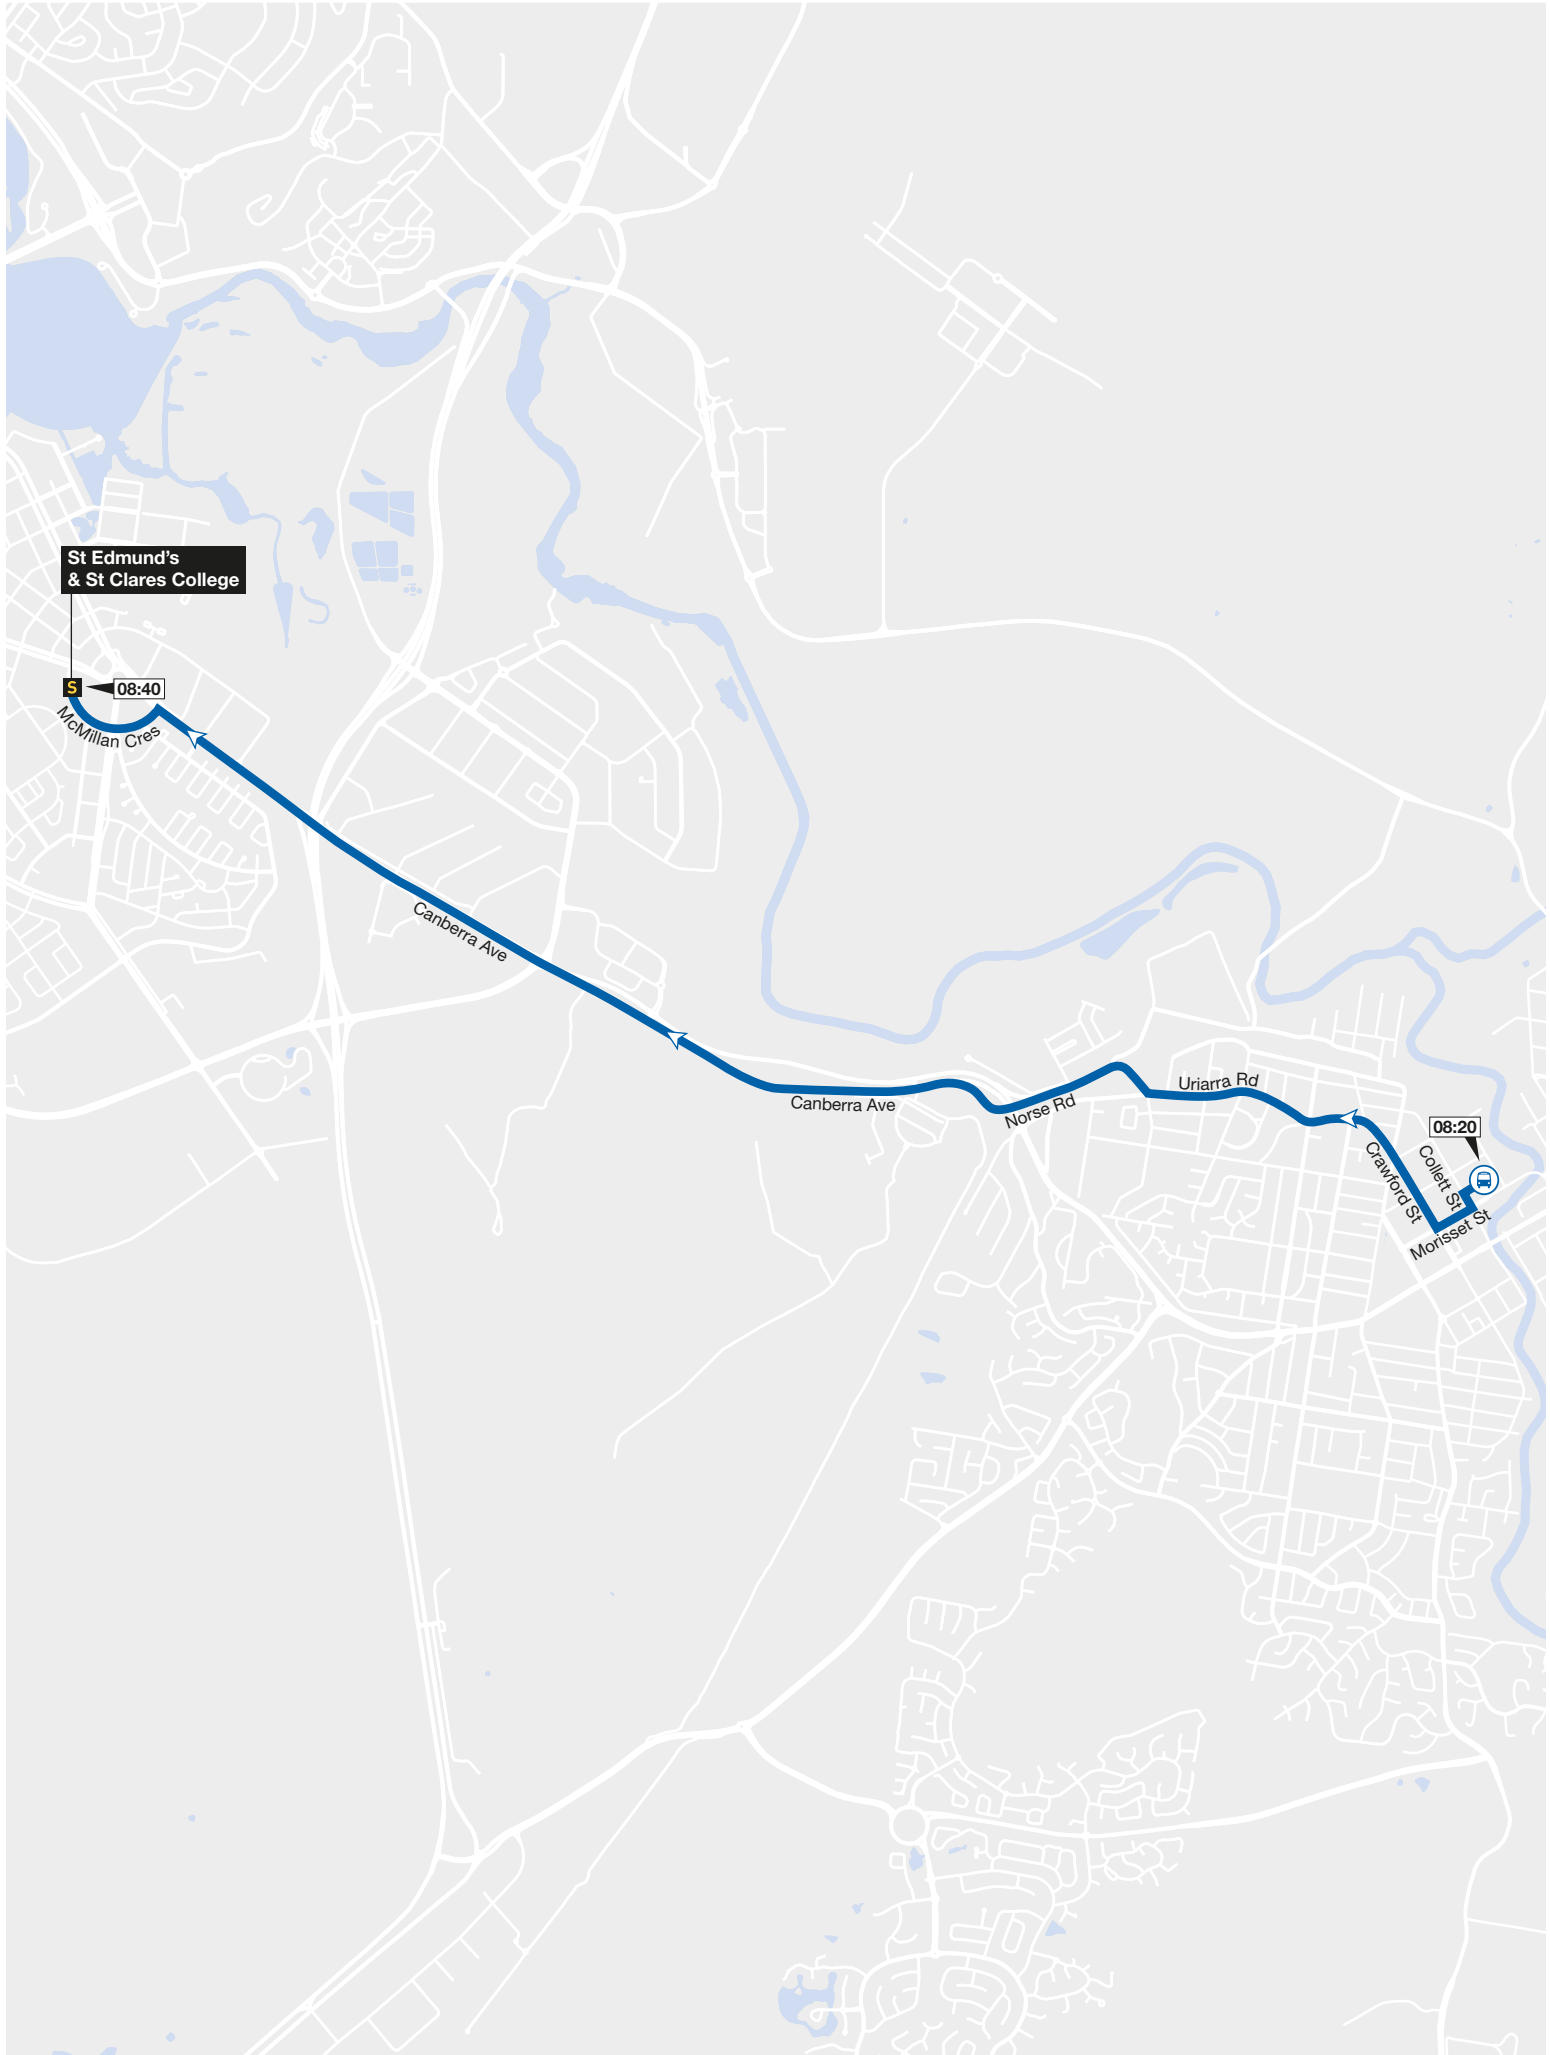 St Edmund's
& St Clares College
S
08:40
McMillan Cres
Canberra Ave
Canberra Ave
Norse Rd
Uriarra Rd
08:20
Crawford St
Collett St
Morisset St